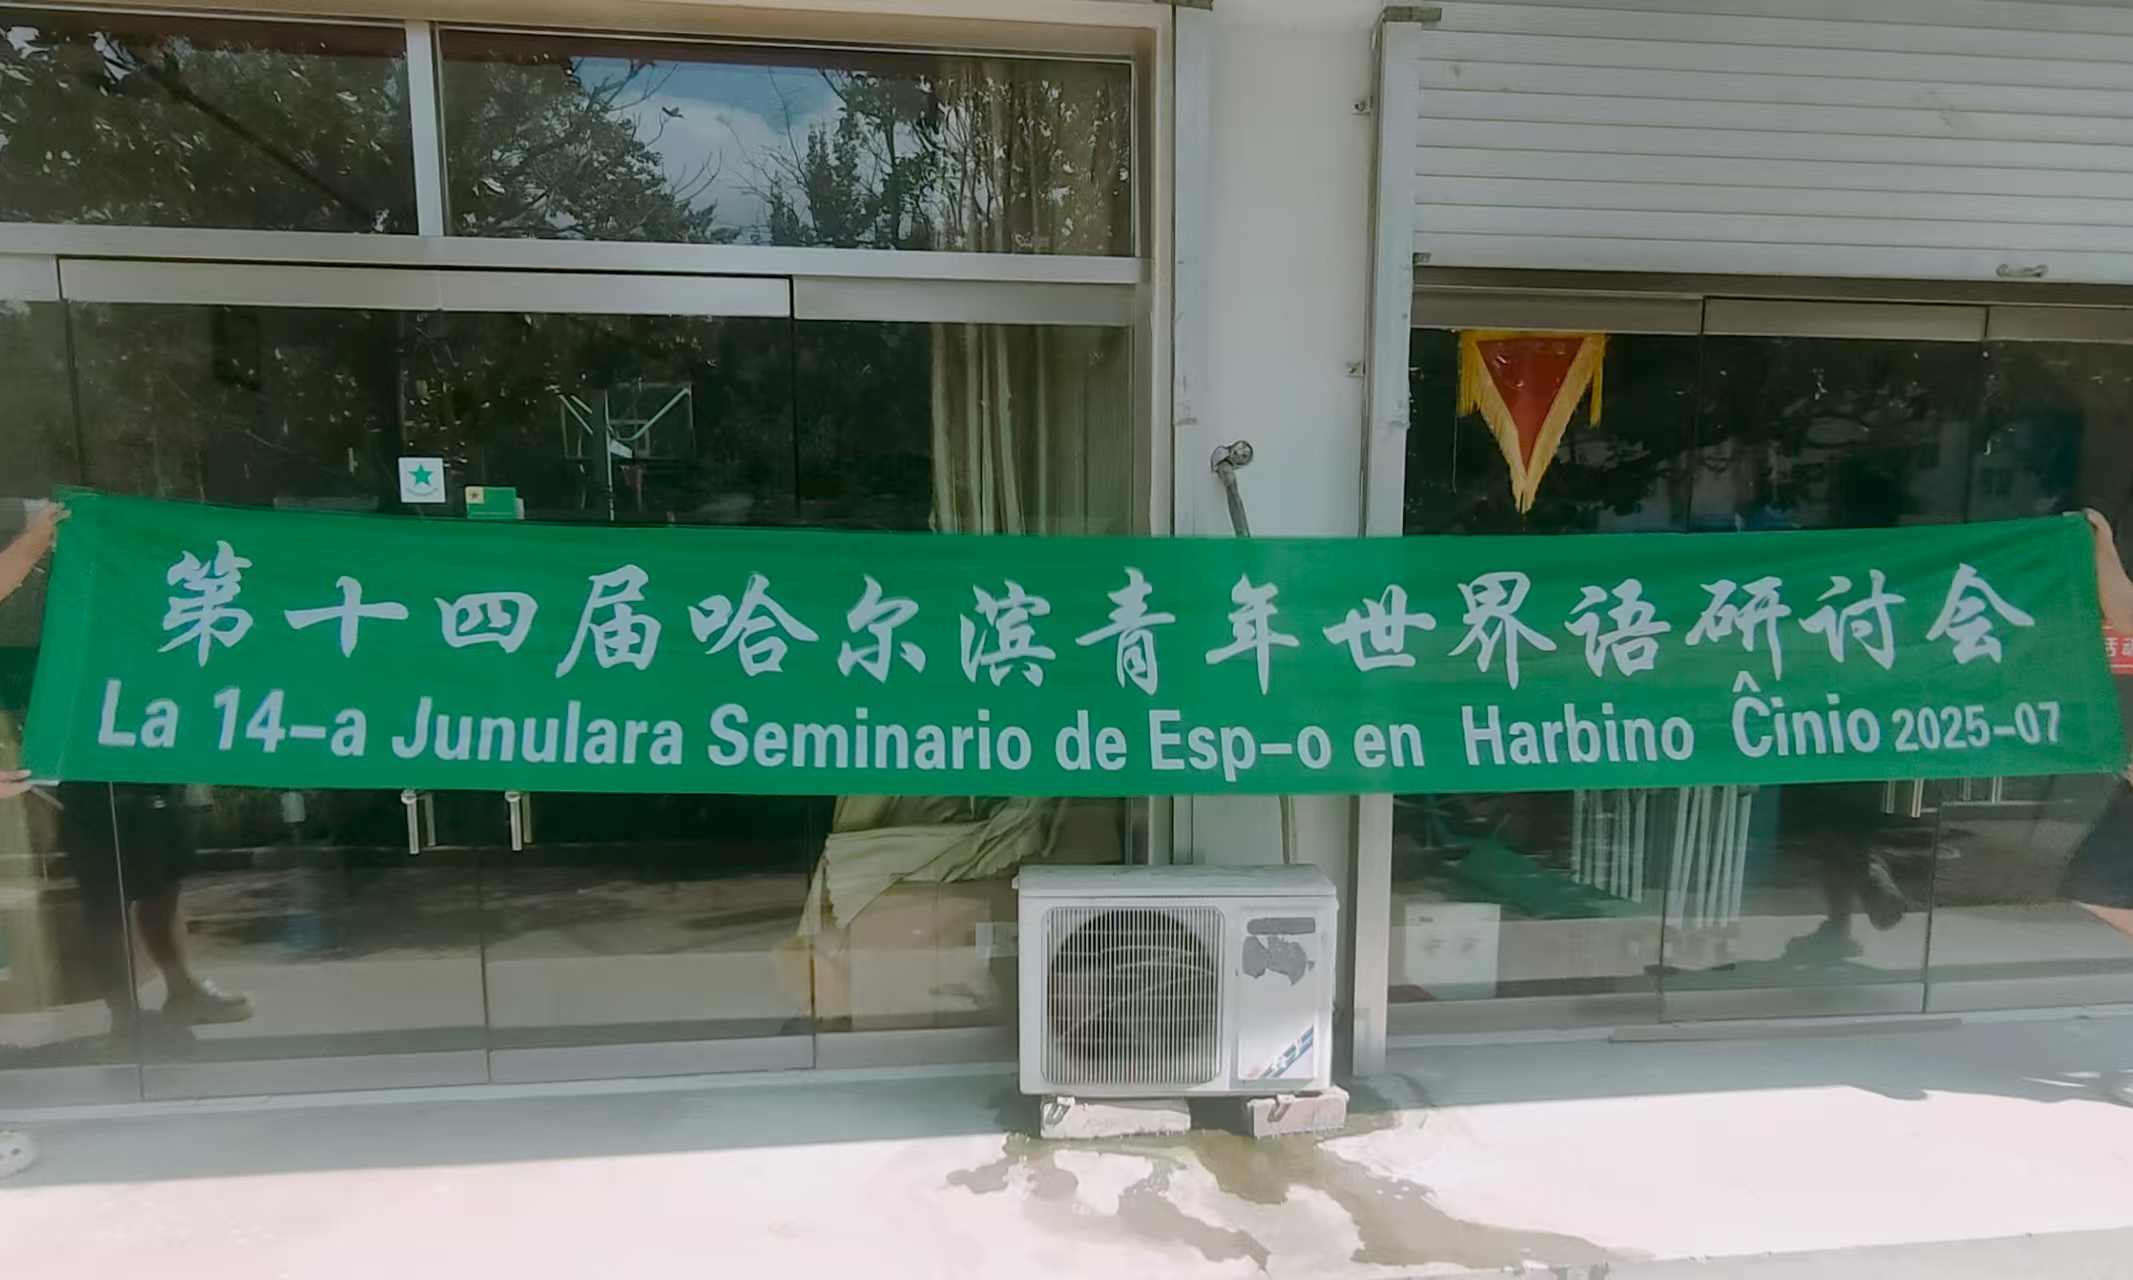 第十四届哈尔滨青年世界语研讨会
La 14-a Junulara Seminario de Esp-o en Harbino Ĉinio 2025-07